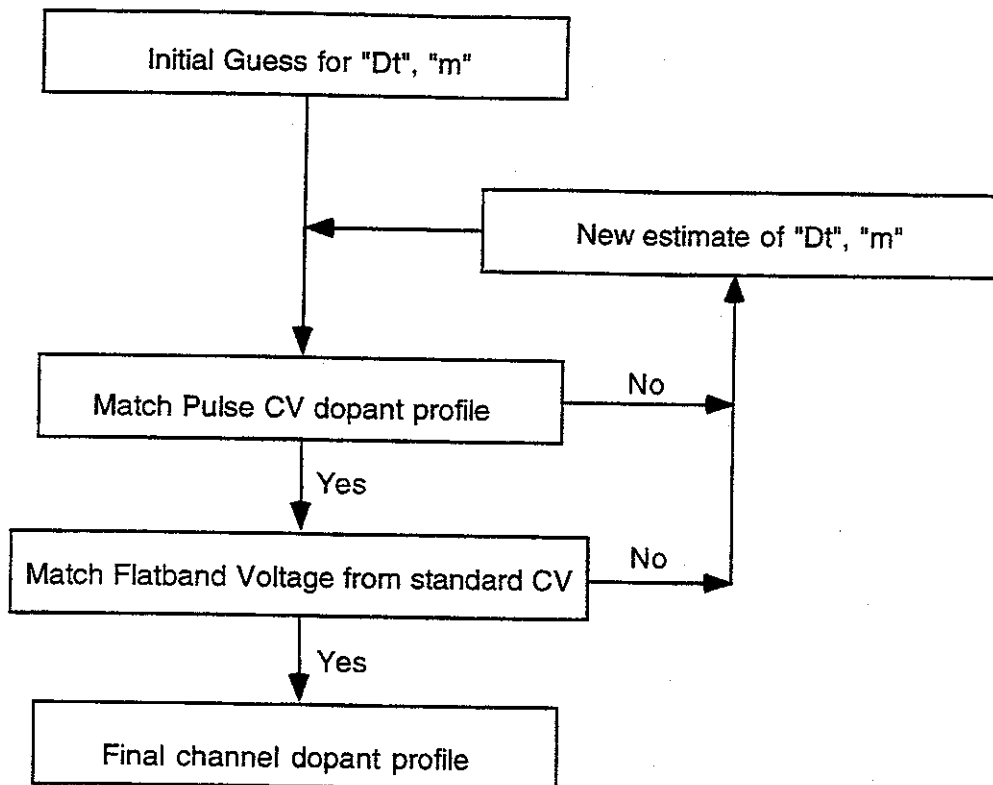 Initial Guess for "Dt", "m"
New estimate of "Dt", "m"
Match Pulse CV dopant profile
No
Yes
Match Flatband Voltage from standard CV
No
Yes
Final channel dopant profile